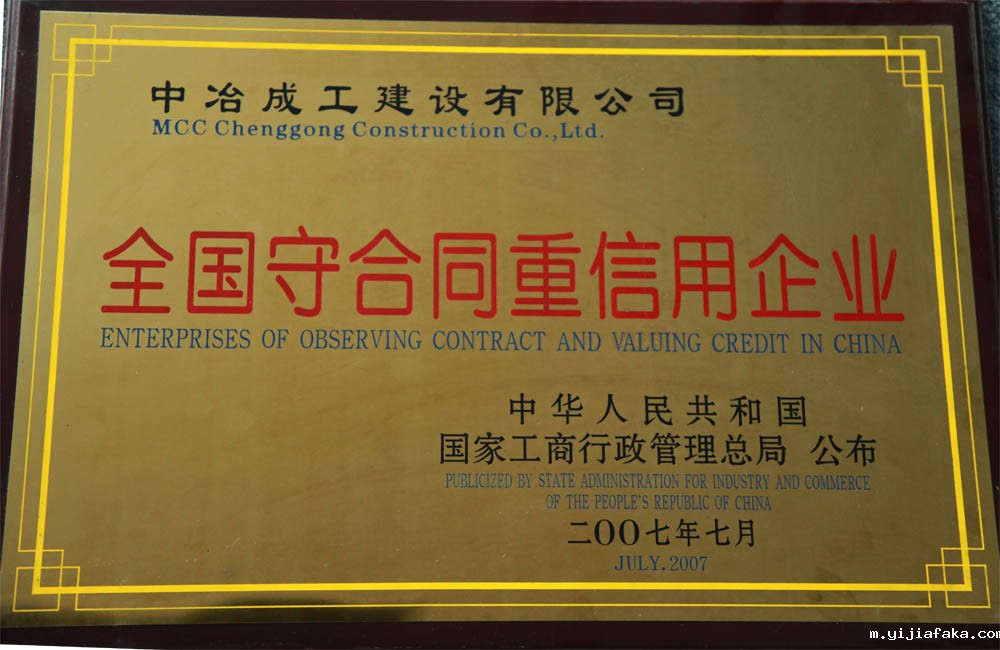 中冶成工建设有限公司
MCC Chenggong Construction Co.,Ltd.
全国守合同重信用企业
ENTERPRISES OF OBSERVING CONTRACT AND VALUING CREDIT IN CHINA
中华人民共和国
国家工商行政管理总局 公布
PUBLICIZED BY STATE ADMINISTRATION FOR INDUSTRY AND COMMERCE
OF THE PEOPLE'S REPUBLIC OF CHINA
二〇〇七年七月
JULY.2007
m.yijiafaka.com